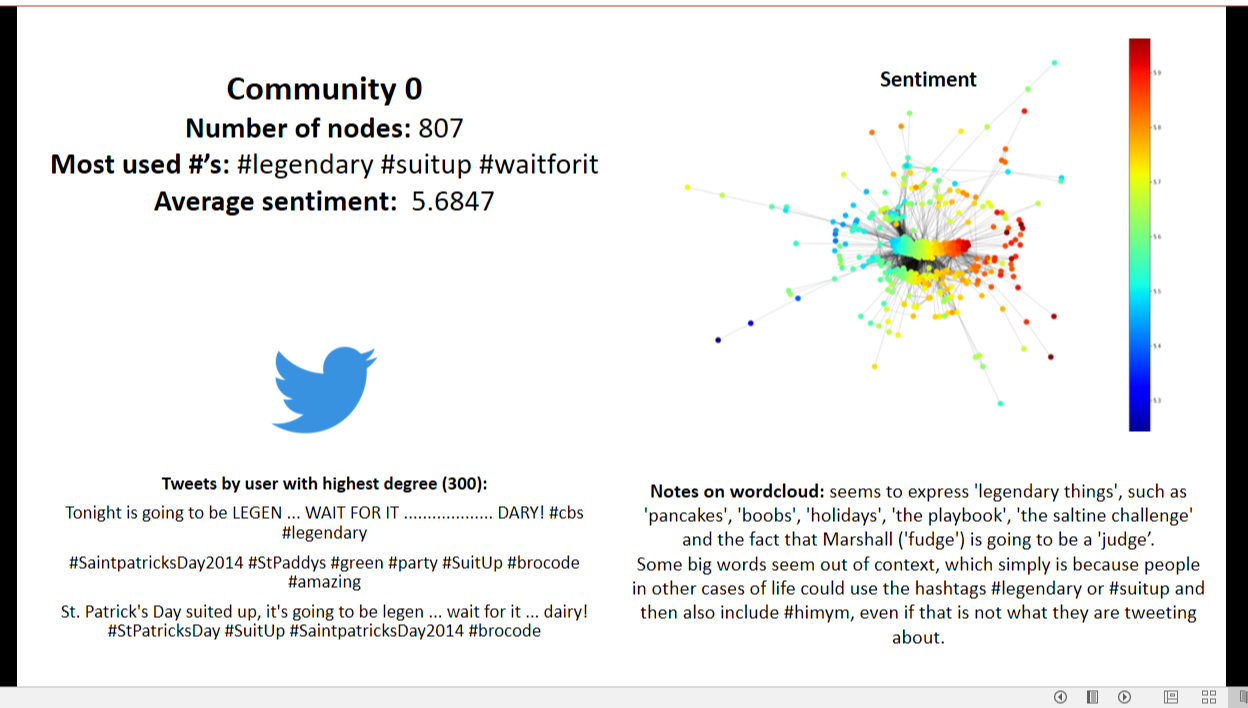 Community 0
Number of nodes: 807
Most used #’s: #legendary #suitup #waitforit
Average sentiment: 5.6847
Sentiment
5.9
5.8
5.7
5.6
5.5
5.4
5.3
Tweets by user with highest degree (300):
Tonight is going to be LEGEN ... WAIT FOR IT ................... DARY! #cbs
#legendary
#SaintpatricksDay2014 #StPaddys #green #party #SuitUp #brocode
#amazing
St. Patrick's Day suited up, it's going to be legen ... wait for it ... dairy!
#StPatricksDay #SuitUp #SaintpatricksDay2014 #brocode
Notes on wordcloud: seems to express 'legendary things', such as
'pancakes', 'boobs', 'holidays', 'the playbook', 'the saltine challenge'
and the fact that Marshall ('fudge') is going to be a 'judge’.
Some big words seem out of context, which simply is because people
in other cases of life could use the hashtags #legendary or #suitup and
then also include #himym, even if that is not what they are tweeting
about.